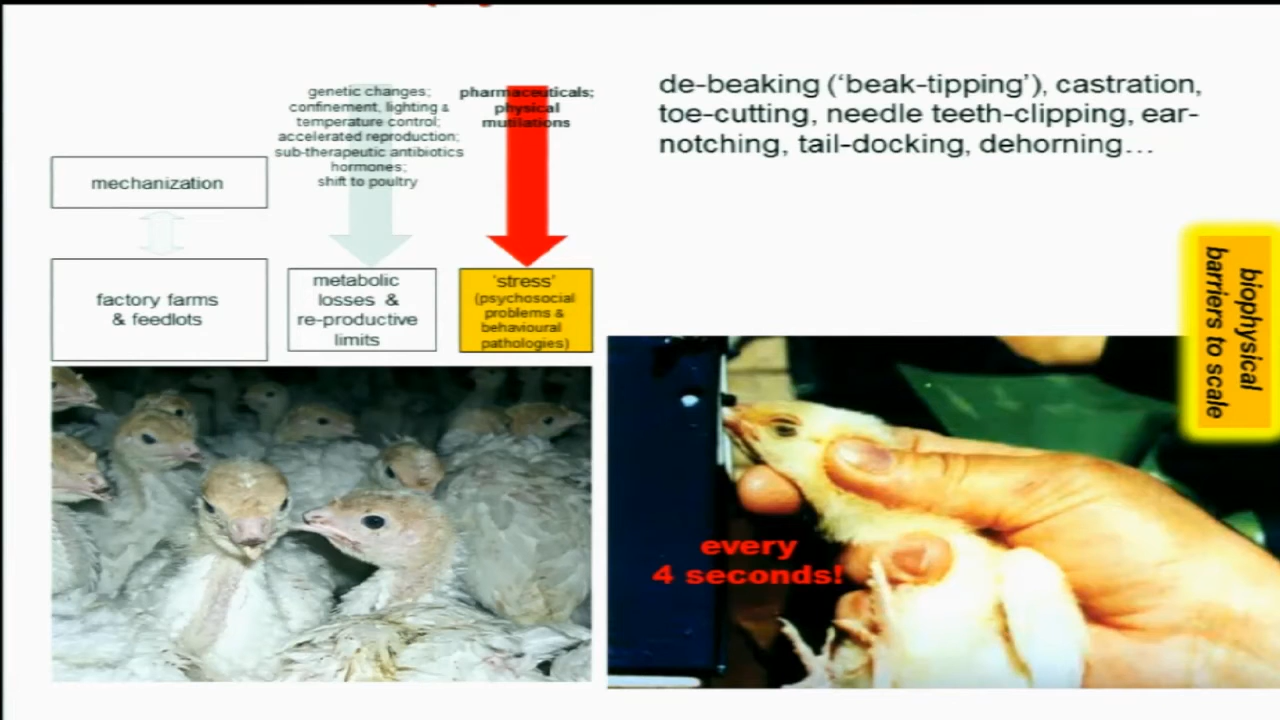 genetic changes;
confinement, lighting &
temperature control;
accelerated reproduction;
sub-therapeutic antibiotics
hormones;
shift to poultry
pharmaceuticals;
physical
mutilations
de-beaking (‘beak-tipping’), castration,
toe-cutting, needle teeth-clipping, ear-
notching, tail-docking, dehorning…
mechanization
factory farms
& feedlots
metabolic
losses &
re-productive
limits
‘stress’
(psychosocial
problems &
behavioural
pathologies)
biophysical
barriers to scale
every
4 seconds!